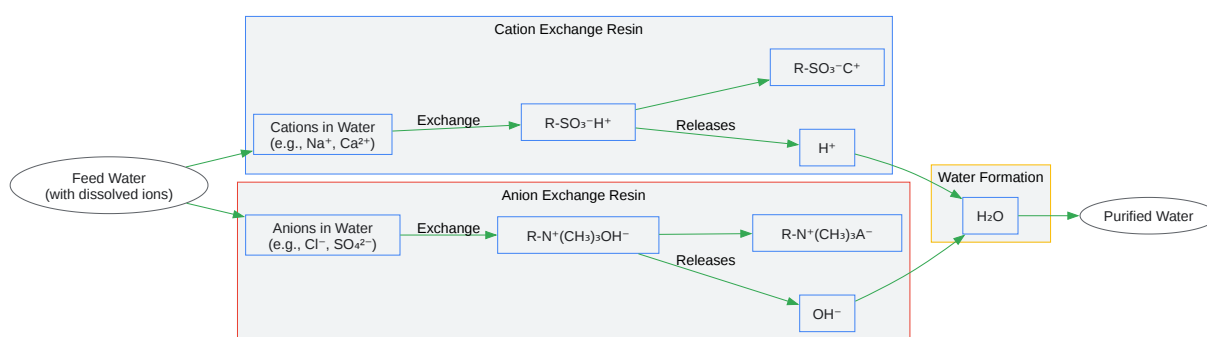 Cation Exchange Resin
R-SO₃⁻C⁺
Cations in Water
(e.g., Na⁺, Ca²⁺)
Exchange
R-SO₃⁻H⁺
Releases
H⁺
Feed Water
(with dissolved ions)
Anion Exchange Resin
Anions in Water
(e.g., Cl⁻, SO₄²⁻)
Exchange
R-N⁺(CH₃)₃OH⁻
R-N⁺(CH₃)₃A⁻
Releases
OH⁻
Water Formation
H₂O
Purified Water